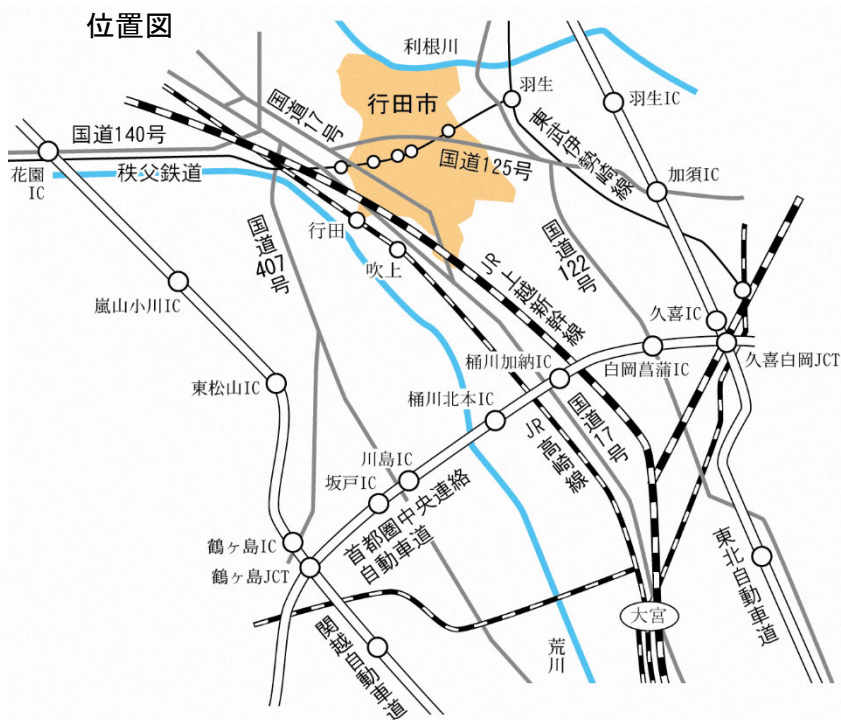 位置図
利根川
羽生
羽生IC
国道17号
行田市
国道140号
東武伊勢崎線
国道125号
花園
IC
秩父鉄道
加須IC
行田
国道
407
号
国道
122
号
吹上
JR上越新幹線
嵐山小川IC
久喜IC
桶川加納IC
白岡菖蒲IC
久喜白岡JCT
東松山IC
桶川北本IC
国道17号
JR高崎線
川島IC
坂戸IC
首都圏中央連絡
自動車道
鶴ヶ島IC
鶴ヶ島JCT
東北自動車道
大宮
荒川
関越自動車道